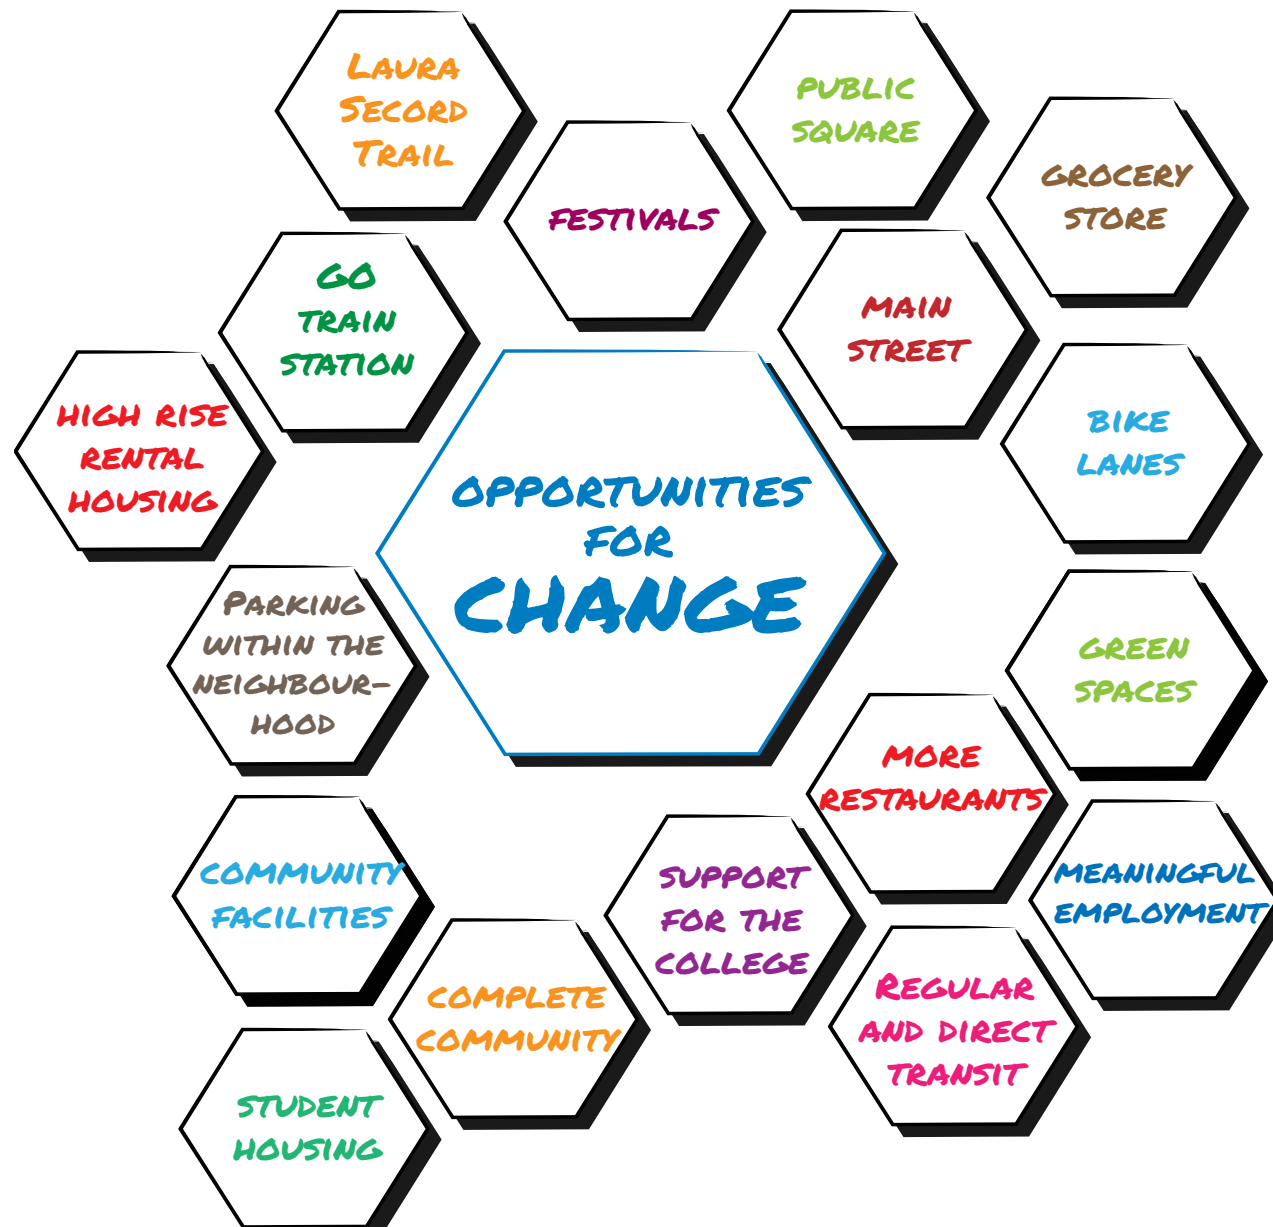 LAURA
SECORD
TRAIL
PUBLIC
SQUARE
FESTIVALS
GROCERY
STORE
GO
TRAIN
STATION
MAIN
STREET
HIGH RISE
RENTAL
HOUSING
BIKE
LANES
OPPORTUNITIES
FOR
CHANGE
PARKING
WITHIN THE
NEIGHBOUR-
HOOD
GREEN
SPACES
MORE
RESTAURANTS
COMMUNITY
FACILITIES
SUPPORT
FOR THE
COLLEGE
MEANINGFUL
EMPLOYMENT
COMPLETE
COMMUNITY
REGULAR
AND DIRECT
TRANSIT
STUDENT
HOUSING